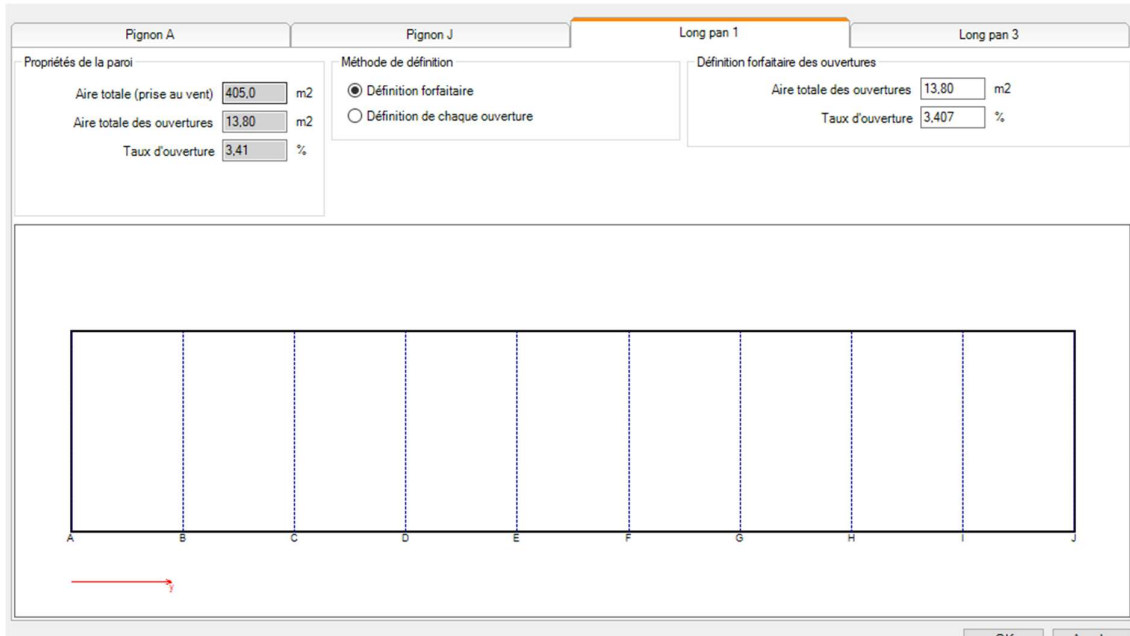 Pignon A
Pignon J
Long pan 1
Long pan 3
Propriétés de la paroi
Aire totale (prise au vent) 405,0 m2
Aire totale des ouvertures 13,80 m2
Taux d'ouverture 3,41 %
Méthode de définition
Définition forfaitaire
Définition de chaque ouverture
Définition forfaitaire des ouvertures
Aire totale des ouvertures 13,80 m2
Taux d'ouverture 3,407 %
A B C D E F G H I J
y